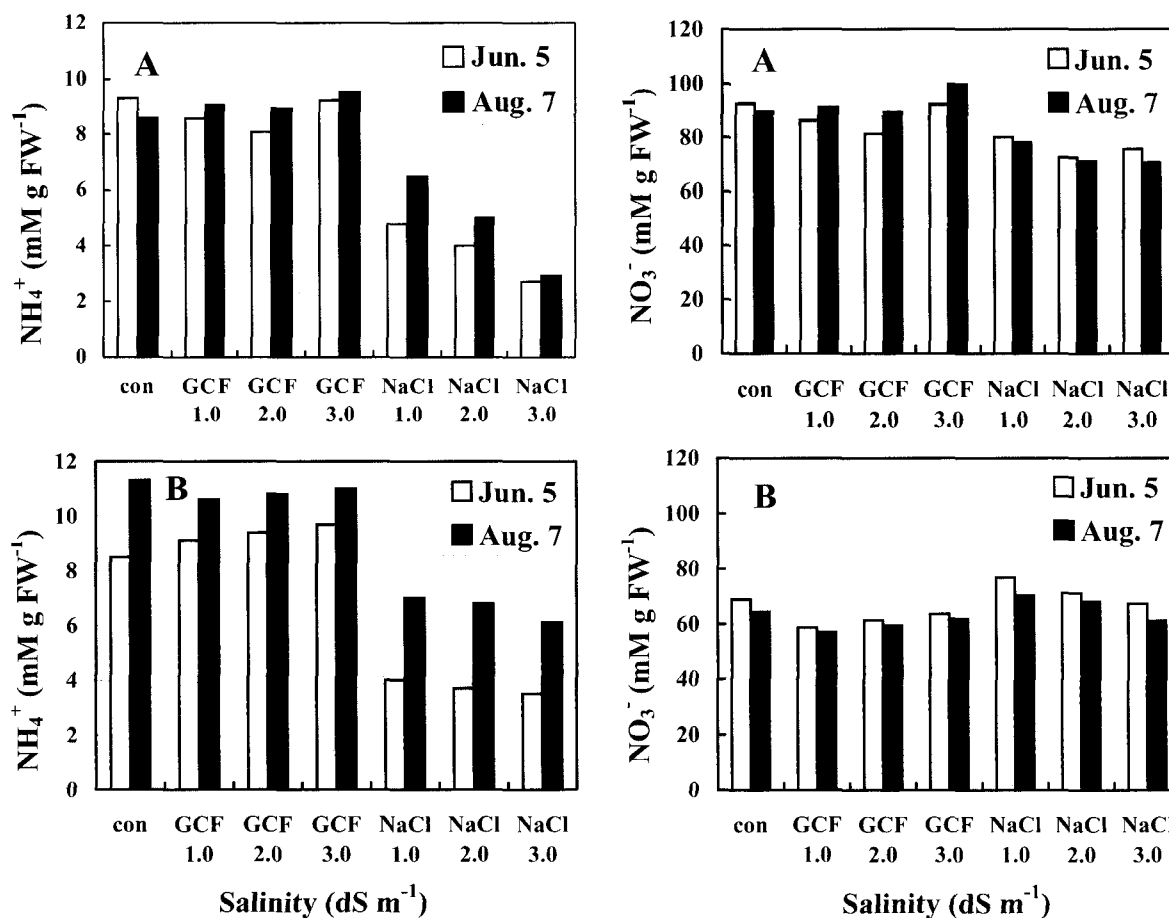 12
10
8
6
4
2
0
NH₄⁺ (mM g FW⁻¹)
A
Jun. 5
Aug. 7
con GCF GCF GCF NaCl NaCl NaCl
1.0 2.0 3.0 1.0 2.0 3.0
120
100
80
60
40
20
0
NO₃⁻ (mM g FW⁻¹)
A
Jun. 5
Aug. 7
con GCF GCF GCF NaCl NaCl NaCl
1.0 2.0 3.0 1.0 2.0 3.0
12
10
8
6
4
2
0
NH₄⁺ (mM g FW⁻¹)
B
Jun. 5
Aug. 7
con GCF GCF GCF NaCl NaCl NaCl
1.0 2.0 3.0 1.0 2.0 3.0
Salinity (dS m⁻¹)
120
100
80
60
40
20
0
NO₃⁻ (mM g FW⁻¹)
B
Jun. 5
Aug. 7
con GCF GCF GCF NaCl NaCl NaCl
1.0 2.0 3.0 1.0 2.0 3.0
Salinity (dS m⁻¹)